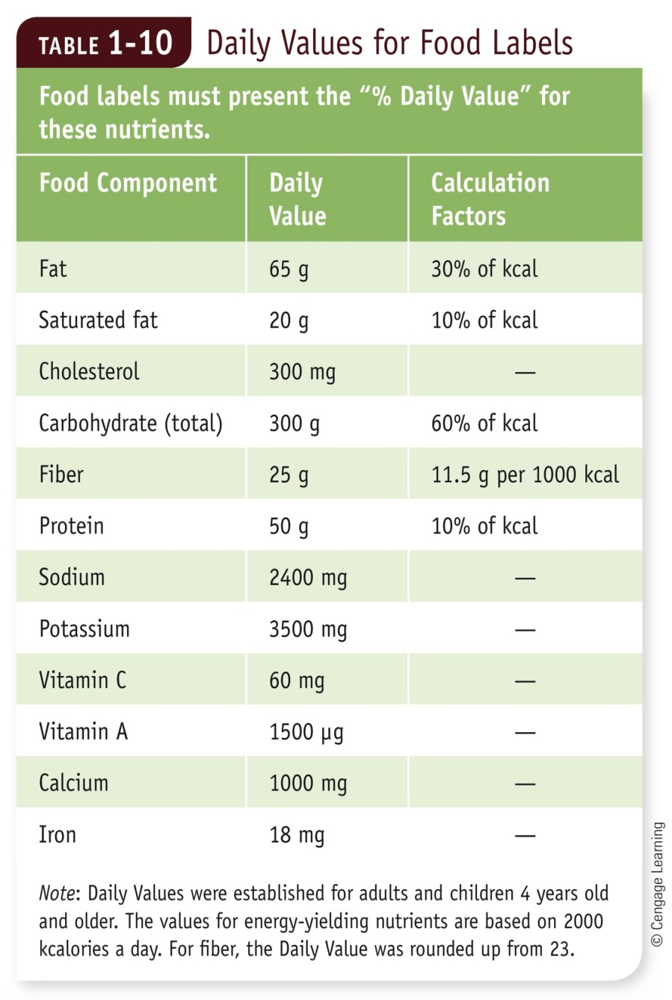 TABLE 1-10 Daily Values for Food Labels
Food labels must present the “% Daily Value” for
these nutrients.
Food Component Daily Value Calculation Factors
Fat 65 g 30% of kcal
Saturated fat 20 g 10% of kcal
Cholesterol 300 mg —
Carbohydrate (total) 300 g 60% of kcal
Fiber 25 g 11.5 g per 1000 kcal
Protein 50 g 10% of kcal
Sodium 2400 mg —
Potassium 3500 mg —
Vitamin C 60 mg —
Vitamin A 1500 μg —
Calcium 1000 mg —
Iron 18 mg —
Note: Daily Values were established for adults and children 4 years old
and older. The values for energy-yielding nutrients are based on 2000
kcalories a day. For fiber, the Daily Value was rounded up from 23.
© Cengage Learning